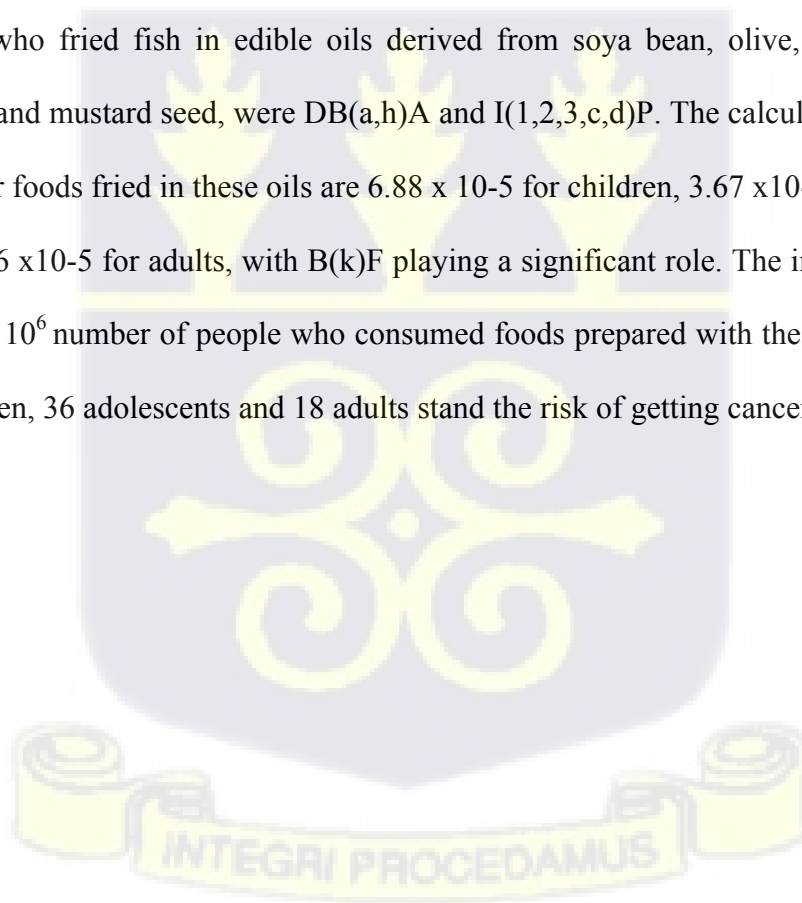 who fried fish in edible oils derived from soya bean, olive,
and mustard seed, were DB(a,h)A and I(1,2,3,c,d)P. The calcul
foods fried in these oils are 6.88 x 10-5 for children, 3.67 x10-
6 x10-5 for adults, with B(k)F playing a significant role. The i
10⁶ number of people who consumed foods prepared with the
en, 36 adolescents and 18 adults stand the risk of getting cancer
INTEGRI PROCEDAMUS